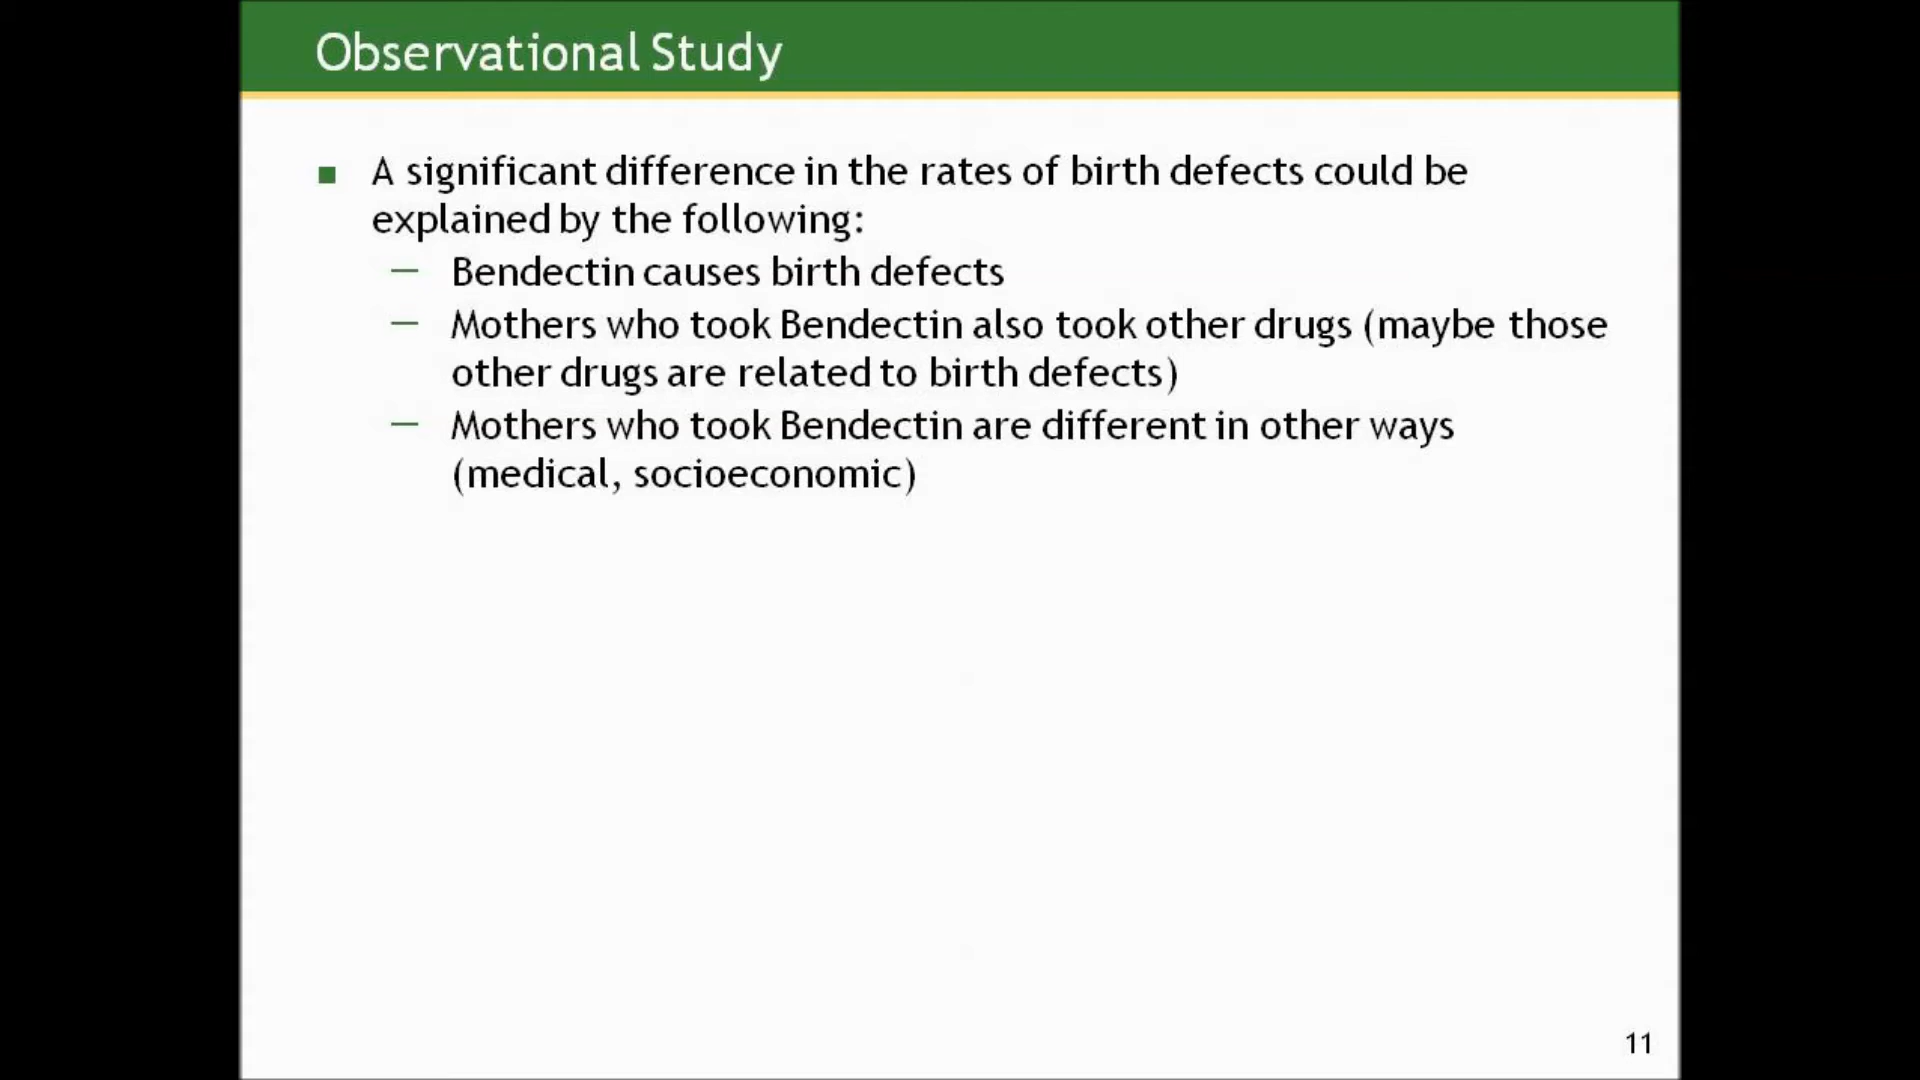 Observational Study
■ A significant difference in the rates of birth defects could be
explained by the following:
— Bendectin causes birth defects
— Mothers who took Bendectin also took other drugs (maybe those
other drugs are related to birth defects)
— Mothers who took Bendectin are different in other ways
(medical, socioeconomic)
11